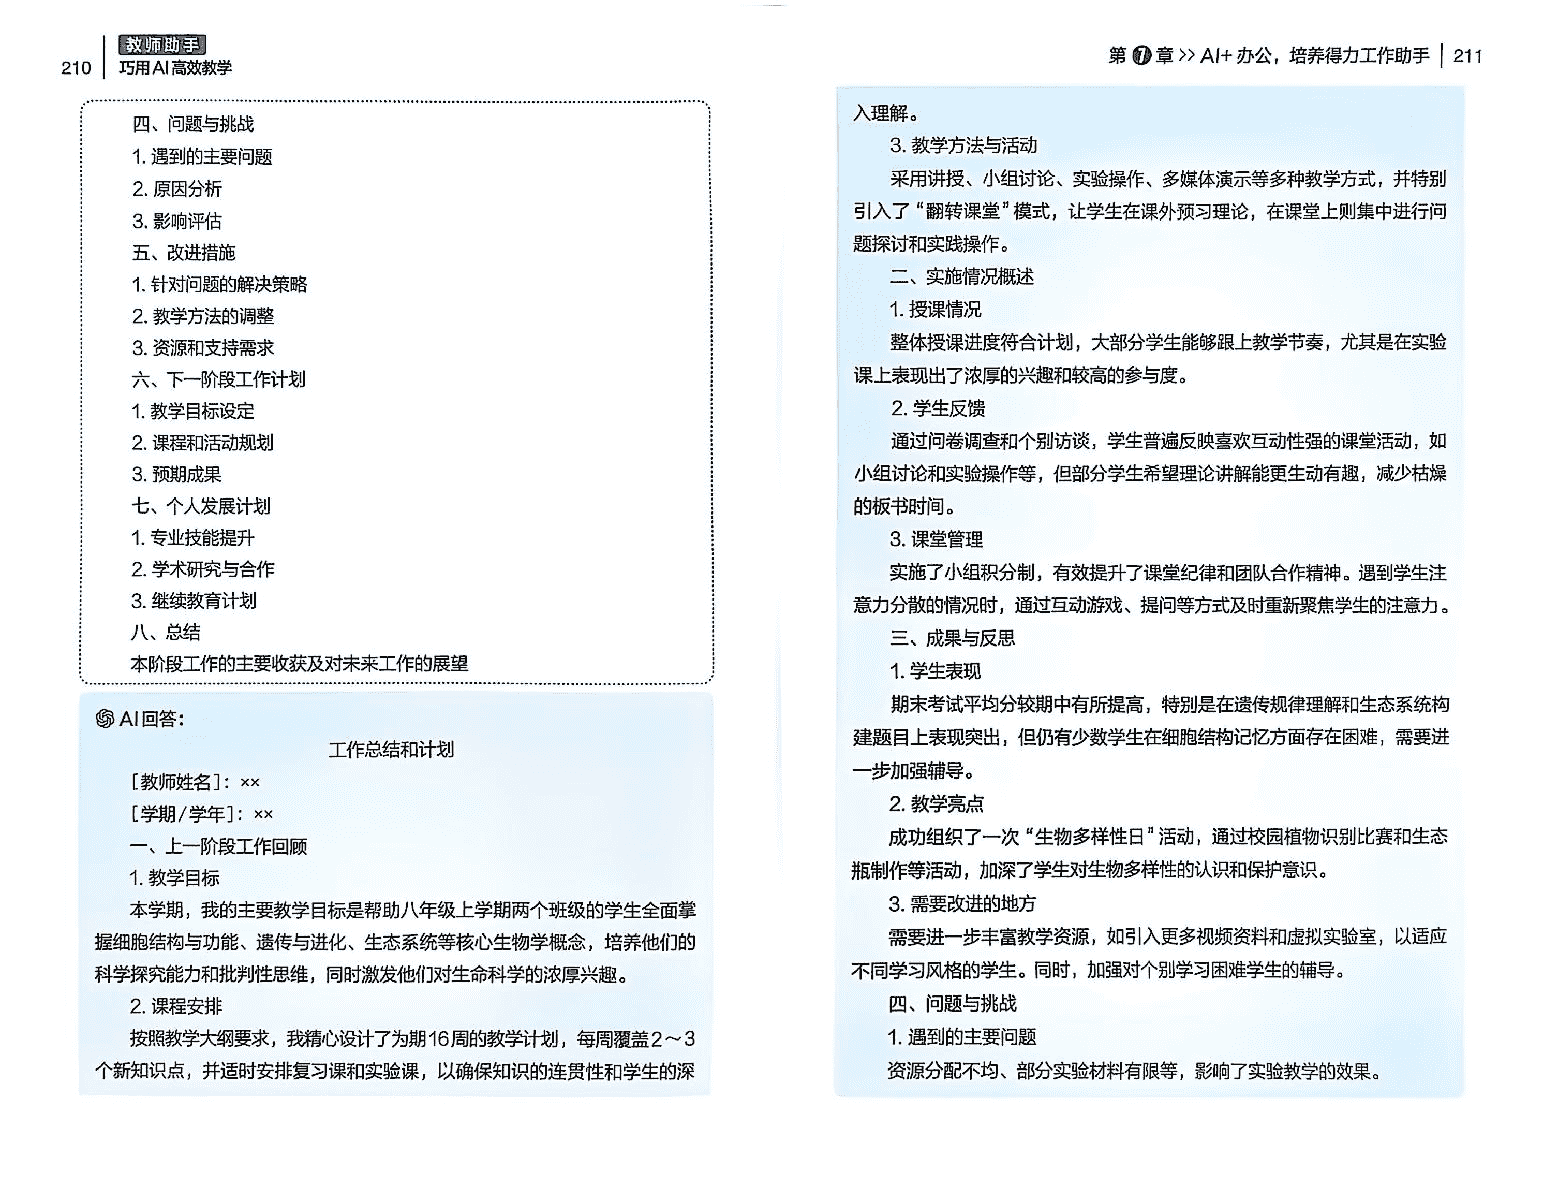 210
教师助手
巧用AI高效教学
四、问题与挑战
1. 遇到的主要问题
2. 原因分析
3. 影响评估
五、改进措施
1. 针对问题的解决策略
2. 教学方法的调整
3. 资源和支持需求
六、下一阶段工作计划
1. 教学目标设定
2. 课程和活动规划
3. 预期成果
七、个人发展计划
1. 专业技能提升
2. 学术研究与合作
3. 继续教育计划
八、总结
本阶段工作的主要收获及对未来工作的展望
AI回答：
工作总结和计划
[教师姓名]：××
[学期/学年]：××
一、上一阶段工作回顾
1. 教学目标
本学期，我的主要教学目标是帮助八年级上学期两个班级的学生全面掌
握细胞结构与功能、遗传与进化、生态系统等核心生物学概念，培养他们的
科学探究能力和批判性思维，同时激发他们对生命科学的浓厚兴趣。
2. 课程安排
按照教学大纲要求，我精心设计了为期16周的教学计划，每周覆盖2～3
个新知识点，并适时安排复习课和实验课，以确保知识的连贯性和学生的深
第7章>>AI+办公，培养得力工作助手 211
入理解。
3. 教学方法与活动
采用讲授、小组讨论、实验操作、多媒体演示等多种教学方式，并特别
引入了“翻转课堂”模式，让学生在课外预习理论，在课堂上则集中进行问
题探讨和实践操作。
二、实施情况概述
1. 授课情况
整体授课进度符合计划，大部分学生能够跟上教学节奏，尤其是在实验
课上表现出了浓厚的兴趣和较高的参与度。
2. 学生反馈
通过问卷调查和个别访谈，学生普遍反映喜欢互动性强的课堂活动，如
小组讨论和实验操作等，但部分学生希望理论讲解能更生动有趣，减少枯燥
的板书时间。
3. 课堂管理
实施了小组积分制，有效提升了课堂纪律和团队合作精神。遇到学生注
意力分散的情况时，通过互动游戏、提问等方式及时重新聚焦学生的注意力。
三、成果与反思
1. 学生表现
期末考试平均分较期中有所提高，特别是在遗传规律理解和生态系统构
建题目上表现突出，但仍有少数学生在细胞结构记忆方面存在困难，需要进
一步加强辅导。
2. 教学亮点
成功组织了一次“生物多样性日”活动，通过校园植物识别比赛和生态
瓶制作等活动，加深了学生对生物多样性的认识和保护意识。
3. 需要改进的地方
需要进一步丰富教学资源，如引入更多视频资料和虚拟实验室，以适应
不同学习风格的学生。同时，加强对个别学习困难学生的辅导。
四、问题与挑战
1. 遇到的主要问题
资源分配不均、部分实验材料有限等，影响了实验教学的效果。